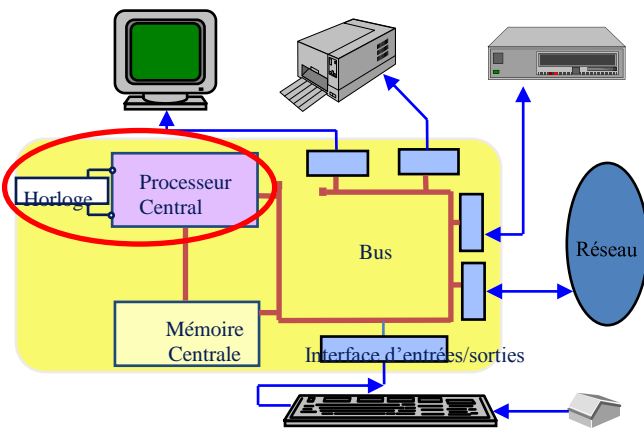 Horloge
Processeur
Central
Bus
Réseau
Mémoire
Centrale
Interface d'entrées/sorties